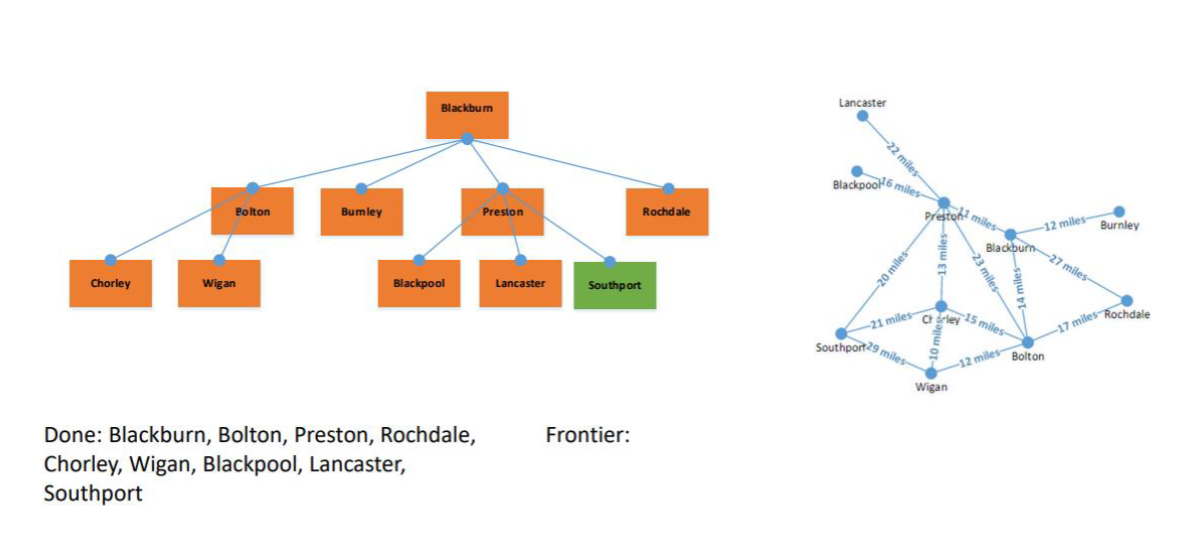 Blackburn
Bolton
Burnley
Preston
Rochdale
Chorley
Wigan
Blackpool
Lancaster
Southport
Done: Blackburn, Bolton, Preston, Rochdale,
Chorley, Wigan, Blackpool, Lancaster,
Southport
Frontier:
Lancaster
22 miles
Blackpool
16 miles
Preston
11 miles
12 miles
Burnley
Blackburn
27 miles
20 miles
13 miles
23 miles
14 miles
Rochdale
21 miles
Chorley
15 miles
17 miles
Southport
29 miles
10 miles
12 miles
Bolton
Wigan